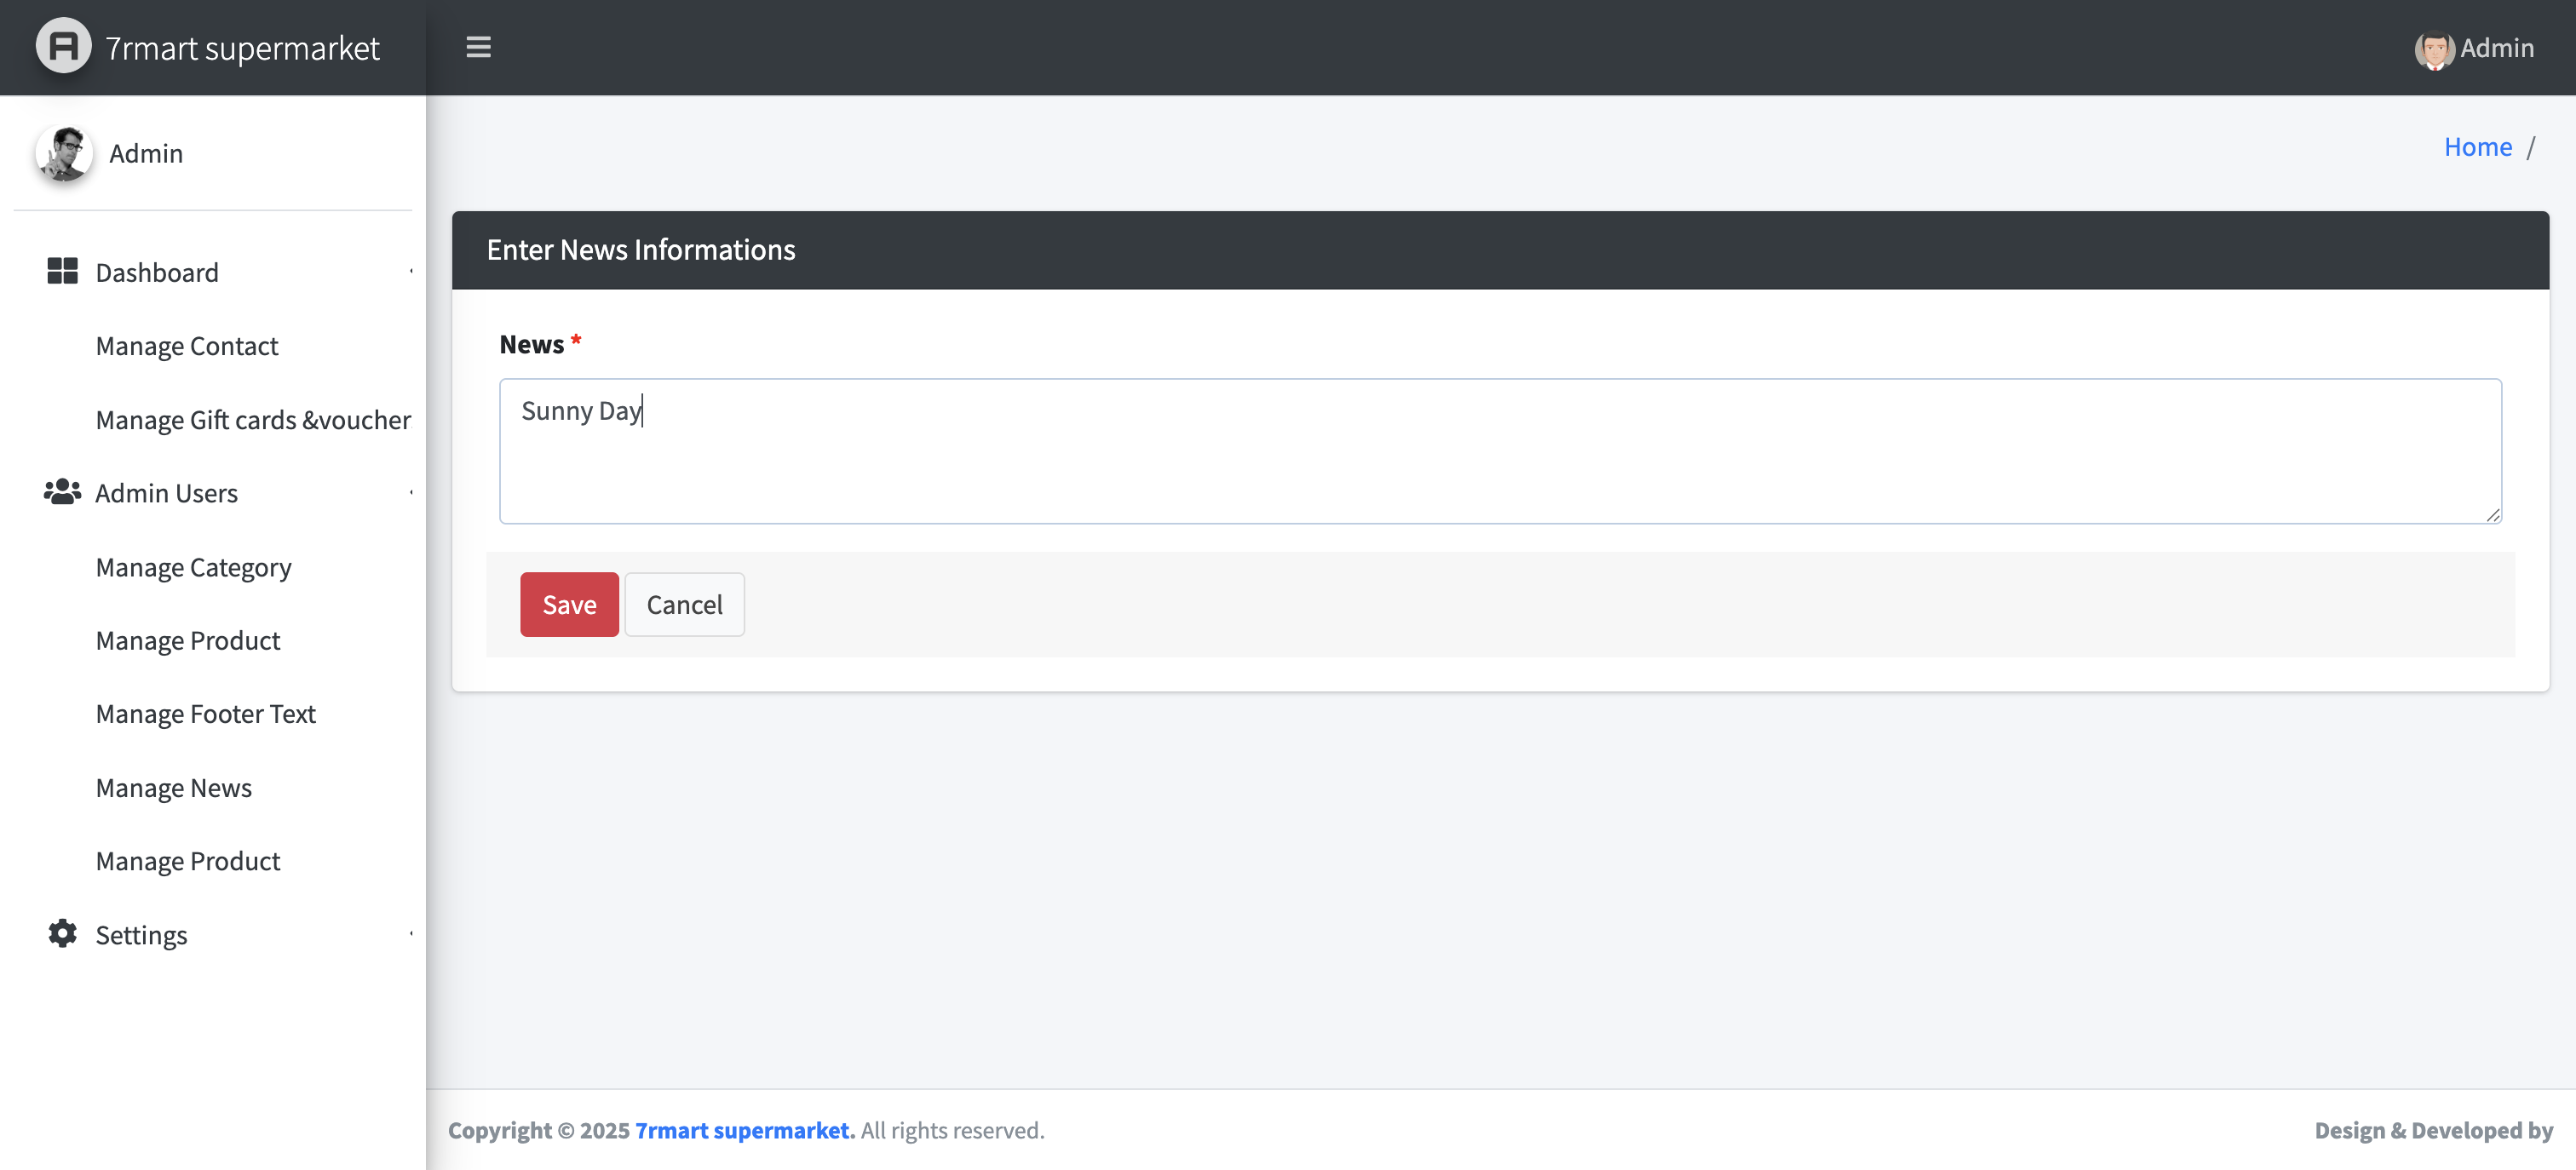 7rmart supermarket
Admin
Admin
Home /
Dashboard
Manage Contact
Manage Gift cards &voucher
Admin Users
Manage Category
Manage Product
Manage Footer Text
Manage News
Manage Product
Settings
Enter News Informations
News *
Sunny Day
Save
Cancel
Copyright © 2025 7rmart supermarket. All rights reserved.
Design & Developed by